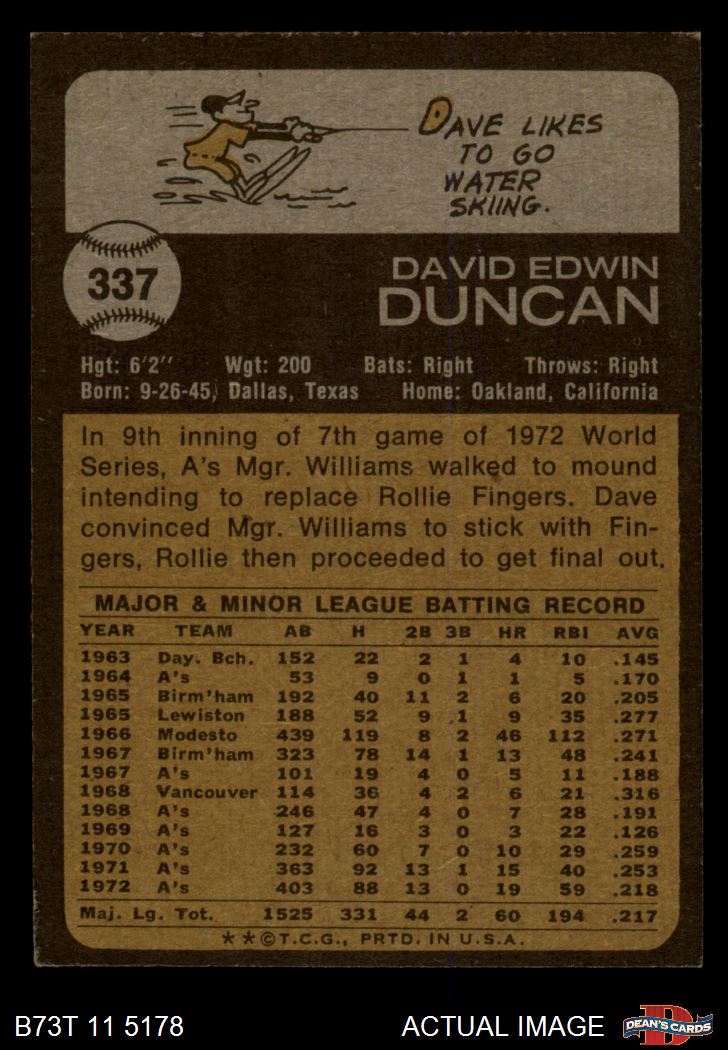 DAVE LIKES
TO GO
WATER
SKIING.
337
DAVID EDWIN
DUNCAN
Hgt: 6'2" Wgt: 200 Bats: Right Throws: Right
Born: 9-26-45, Dallas, Texas Home: Oakland, California
In 9th inning of 7th game of 1972 World
Series, A's Mgr. Williams walked to mound
intending to replace Rollie Fingers. Dave
convinced Mgr. Williams to stick with Fin-
gers, Rollie then proceeded to get final out.
MAJOR & MINOR LEAGUE BATTING RECORD
YEAR TEAM AB H 2B 3B HR RBI AVG
1963 Day. Bch. 152 22 2 1 4 10 .145
1964 A's 53 9 0 1 1 5 .170
1965 Birm'ham 192 40 11 2 6 20 .205
1965 Lewiston 188 52 9 1 9 35 .277
1966 Modesto 439 119 8 2 46 112 .271
1967 Birm'ham 323 78 14 1 13 48 .241
1967 A's 101 19 4 0 5 11 .188
1968 Vancouver 114 36 4 2 6 21 .316
1968 A's 246 47 4 0 7 28 .191
1969 A's 127 16 3 0 3 22 .126
1970 A's 232 60 7 0 10 29 .259
1971 A's 363 92 13 1 15 40 .253
1972 A's 403 88 13 0 19 59 .218
Maj. Lg. Tot. 1525 331 44 2 60 194 .217
★ ★ © T.C.G., PRTD. IN U.S.A.
B73T 11 5178 ACTUAL IMAGE D DEAN'S CARDS